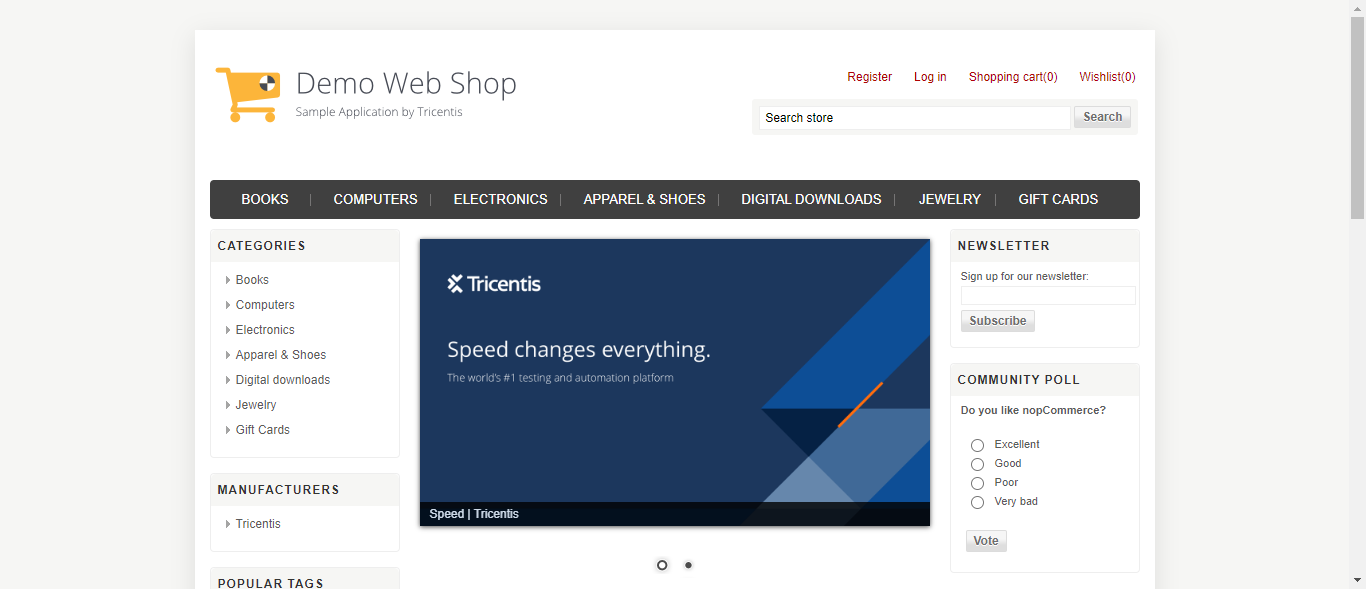 Demo Web Shop
Sample Application by Tricentis
Register Log in Shopping cart(0) Wishlist(0)
Search store Search
BOOKS COMPUTERS ELECTRONICS APPAREL & SHOES DIGITAL DOWNLOADS JEWELRY GIFT CARDS
CATEGORIES
Books
Computers
Electronics
Apparel & Shoes
Digital downloads
Jewelry
Gift Cards
MANUFACTURERS
Tricentis
POPULAR TAGS
Tricentis
Speed changes everything.
The world's #1 testing and automation platform
Speed | Tricentis
NEWSLETTER
Sign up for our newsletter:
Subscribe
COMMUNITY POLL
Do you like nopCommerce?
Excellent
Good
Poor
Very bad
Vote